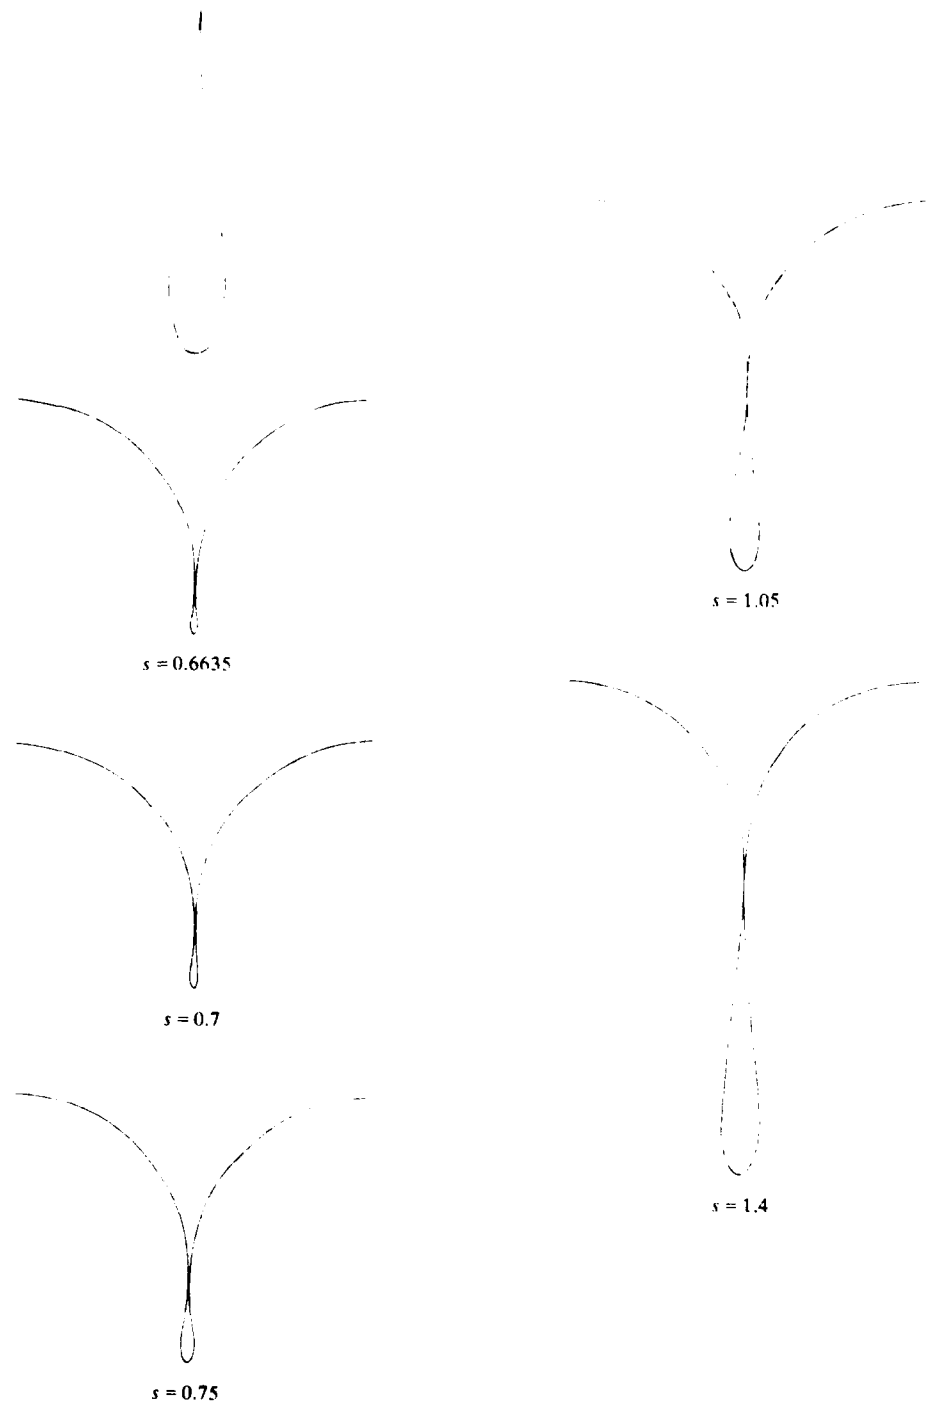 s = 0.6635
s = 0.7
s = 0.75
s = 1.05
s = 1.4